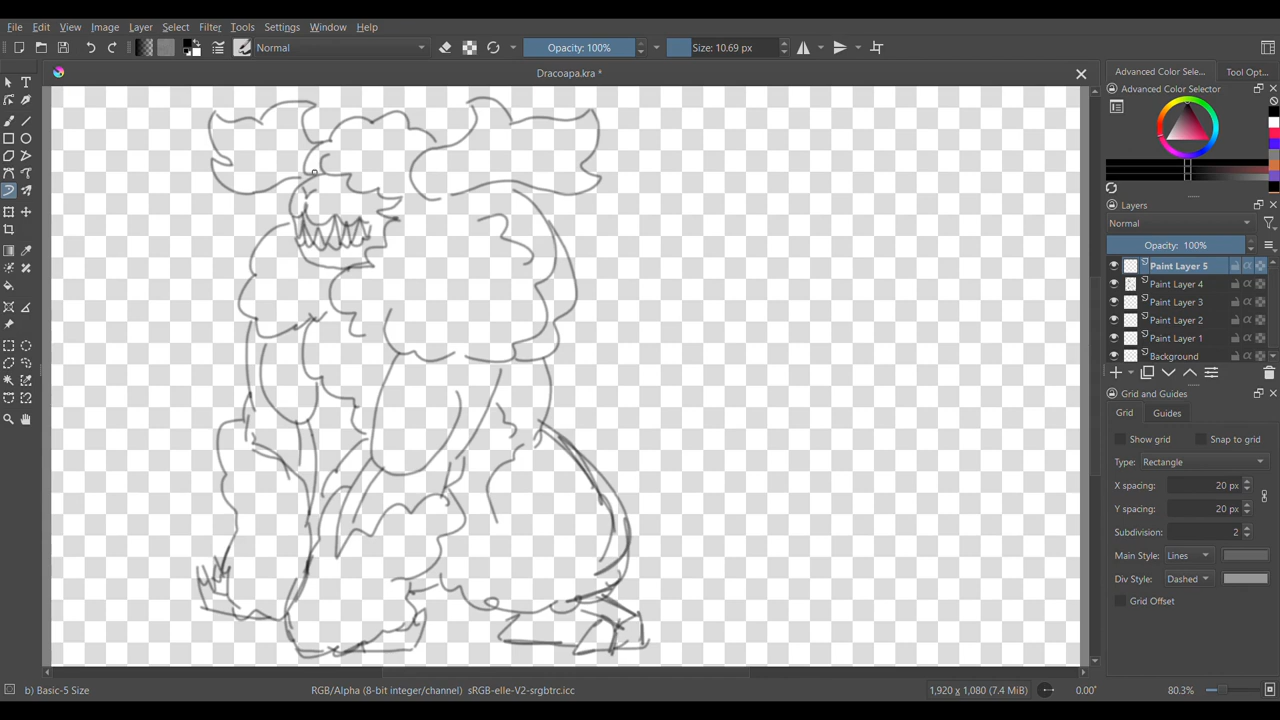 File Edit View Image Layer Select Filter Tools Settings Window Help
Normal Opacity: 100% Size: 10.69 px
Dracoapa.kra *
Advanced Color Sele... Tool Opt...
Advanced Color Selector
Layers
Normal
Opacity: 100%
Paint Layer 5
Paint Layer 4
Paint Layer 3
Paint Layer 2
Paint Layer 1
Background
Grid and Guides
Grid Guides
Show grid Snap to grid
Type: Rectangle
X spacing: 20 px
Y spacing: 20 px
Subdivision: 2
Main Style: Lines
Div Style: Dashed
Grid Offset
b) Basic-5 Size RGB/Alpha (8-bit integer/channel) sRGB-elle-V2-srgbtrc.icc 1,920 x 1,080 (7.4 MiB) 0.00° 80.3%